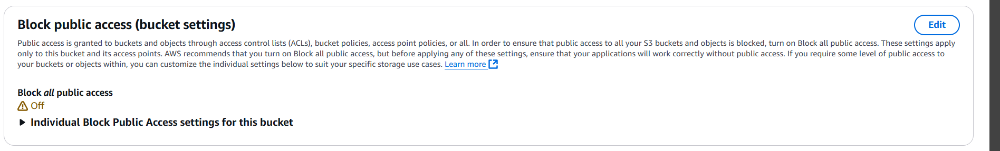 Block public access (bucket settings)
Edit
Public access is granted to buckets and objects through access control lists (ACLs), bucket policies, access point policies, or all. In order to ensure that public access to all your S3 buckets and objects is blocked, turn on Block all public access. These settings apply
only to this bucket and its access points. AWS recommends that you turn on Block all public access, but before applying any of these settings, ensure that your applications will work correctly without public access. If you require some level of public access to
your buckets or objects within, you can customize the individual settings below to suit your specific storage use cases. Learn more
Block all public access
Off
Individual Block Public Access settings for this bucket